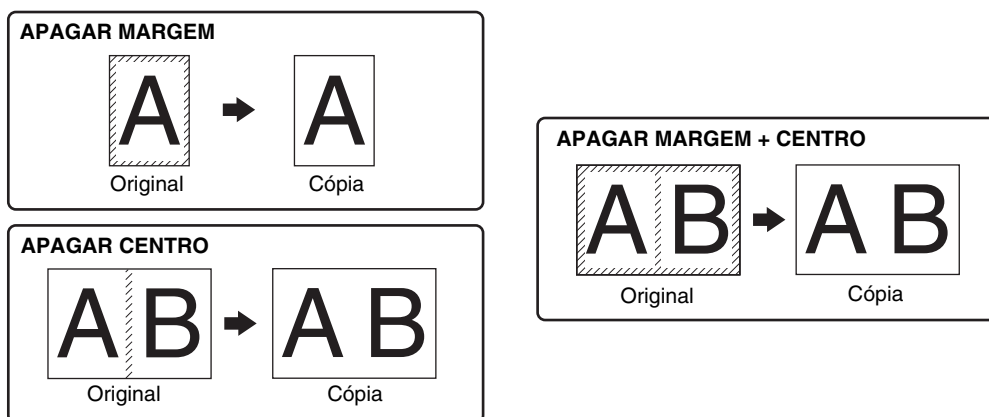 APAGAR MARGEM
A A
Original Cópia
APAGAR CENTRO
A B A B
Original Cópia
APAGAR MARGEM + CENTRO
A B A B
Original Cópia